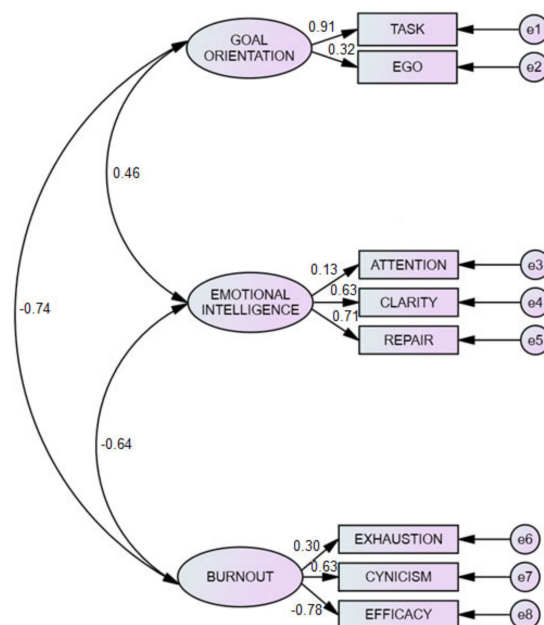 0.91
TASK
e1
GOAL
ORIENTATION
0.32
EGO
e2
0.46
0.13
ATTENTION
e3
EMOTIONAL
INTELLIGENCE
0.63
CLARITY
e4
0.71
REPAIR
e5
-0.74
-0.64
0.30
EXHAUSTION
e6
BURNOUT
0.63
CYNICISM
e7
-0.78
EFFICACY
e8